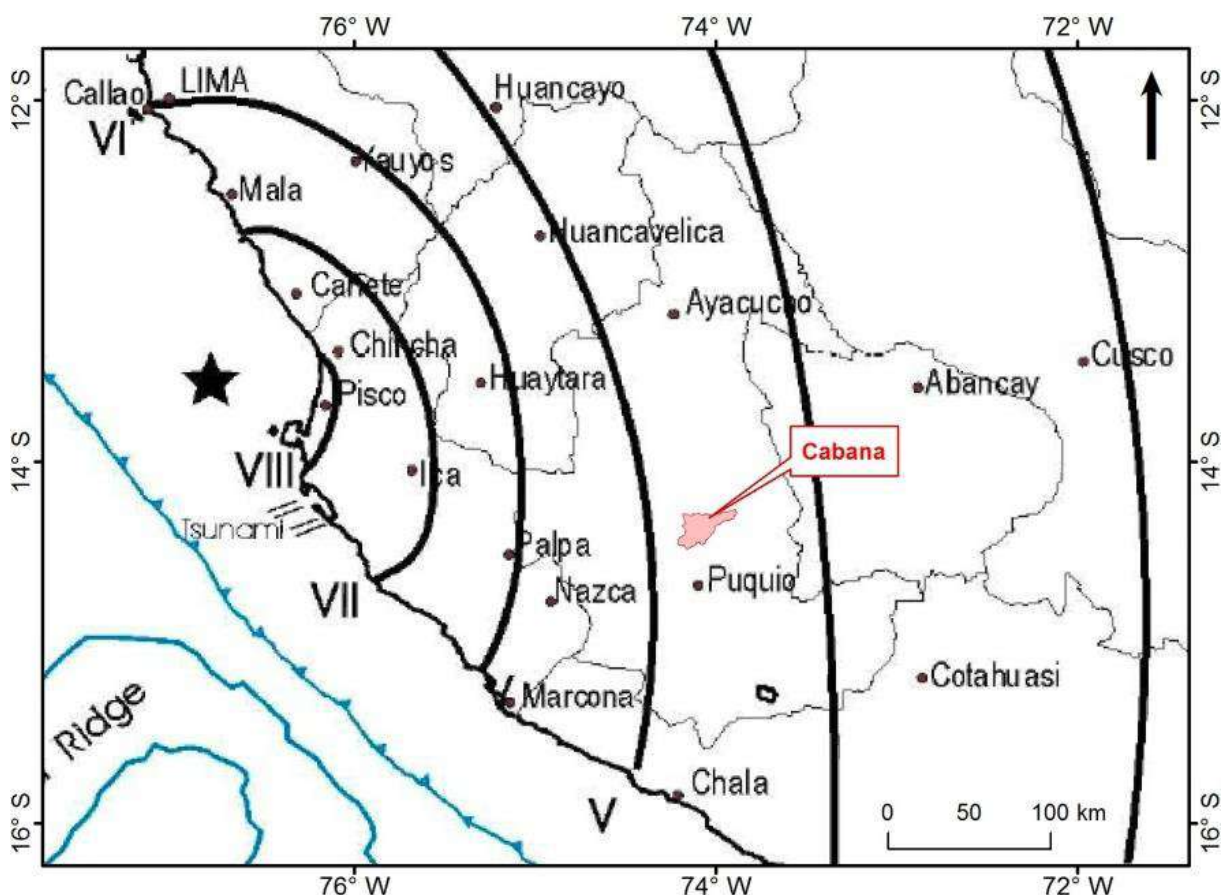 76° W
74° W
72° W
12° S
12° S
Callao
LIMA
Huancayo
VI
Yauyos
Mala
Huancavelica
Cañete
Ayacucho
Chincha
Cusco
Huaytara
Abancay
Pisco
Cabana
14° S
14° S
VIII
Ica
Tsunami
Palpa
Puquio
Nazca
VII
Marcona
Cotahuasi
Ridge
Chala
V
0 50 100 km
16° S
16° S
76° W
74° W
72° W